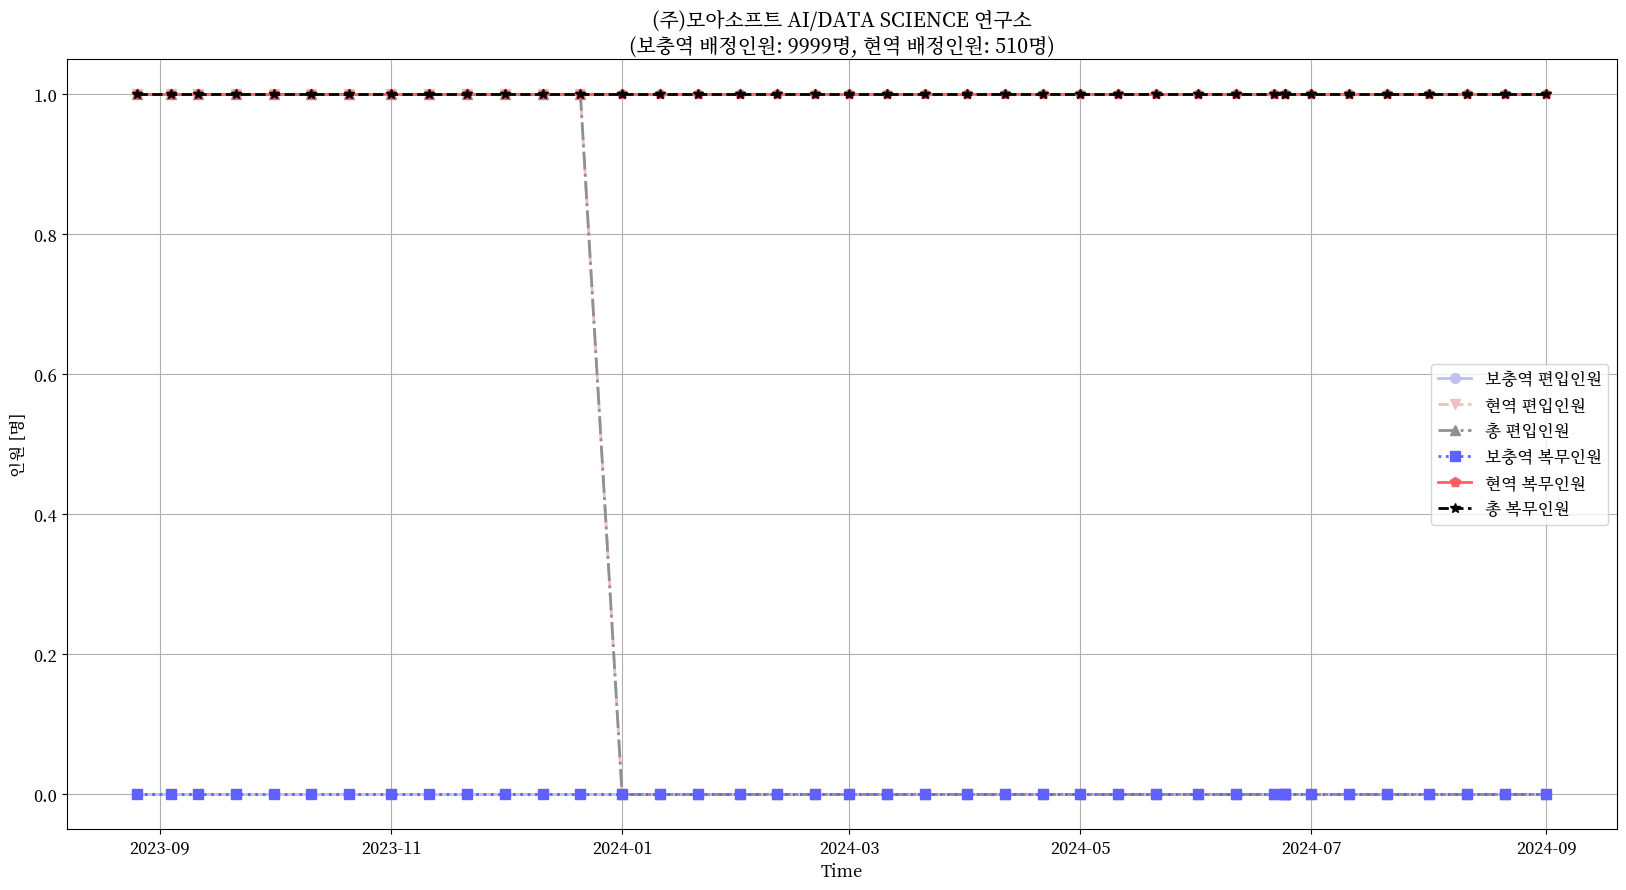 (주)모아소프트 AI/DATA SCIENCE 연구소
(보충역 배정인원: 9999명, 현역 배정인원: 510명)
인원 [명]
1.0
0.8
0.6
0.4
0.2
0.0
보충역 편입인원
현역 편입인원
총 편입인원
보충역 복무인원
현역 복무인원
총 복무인원
2023-09
2023-11
2024-01
2024-03
2024-05
2024-07
2024-09
Time